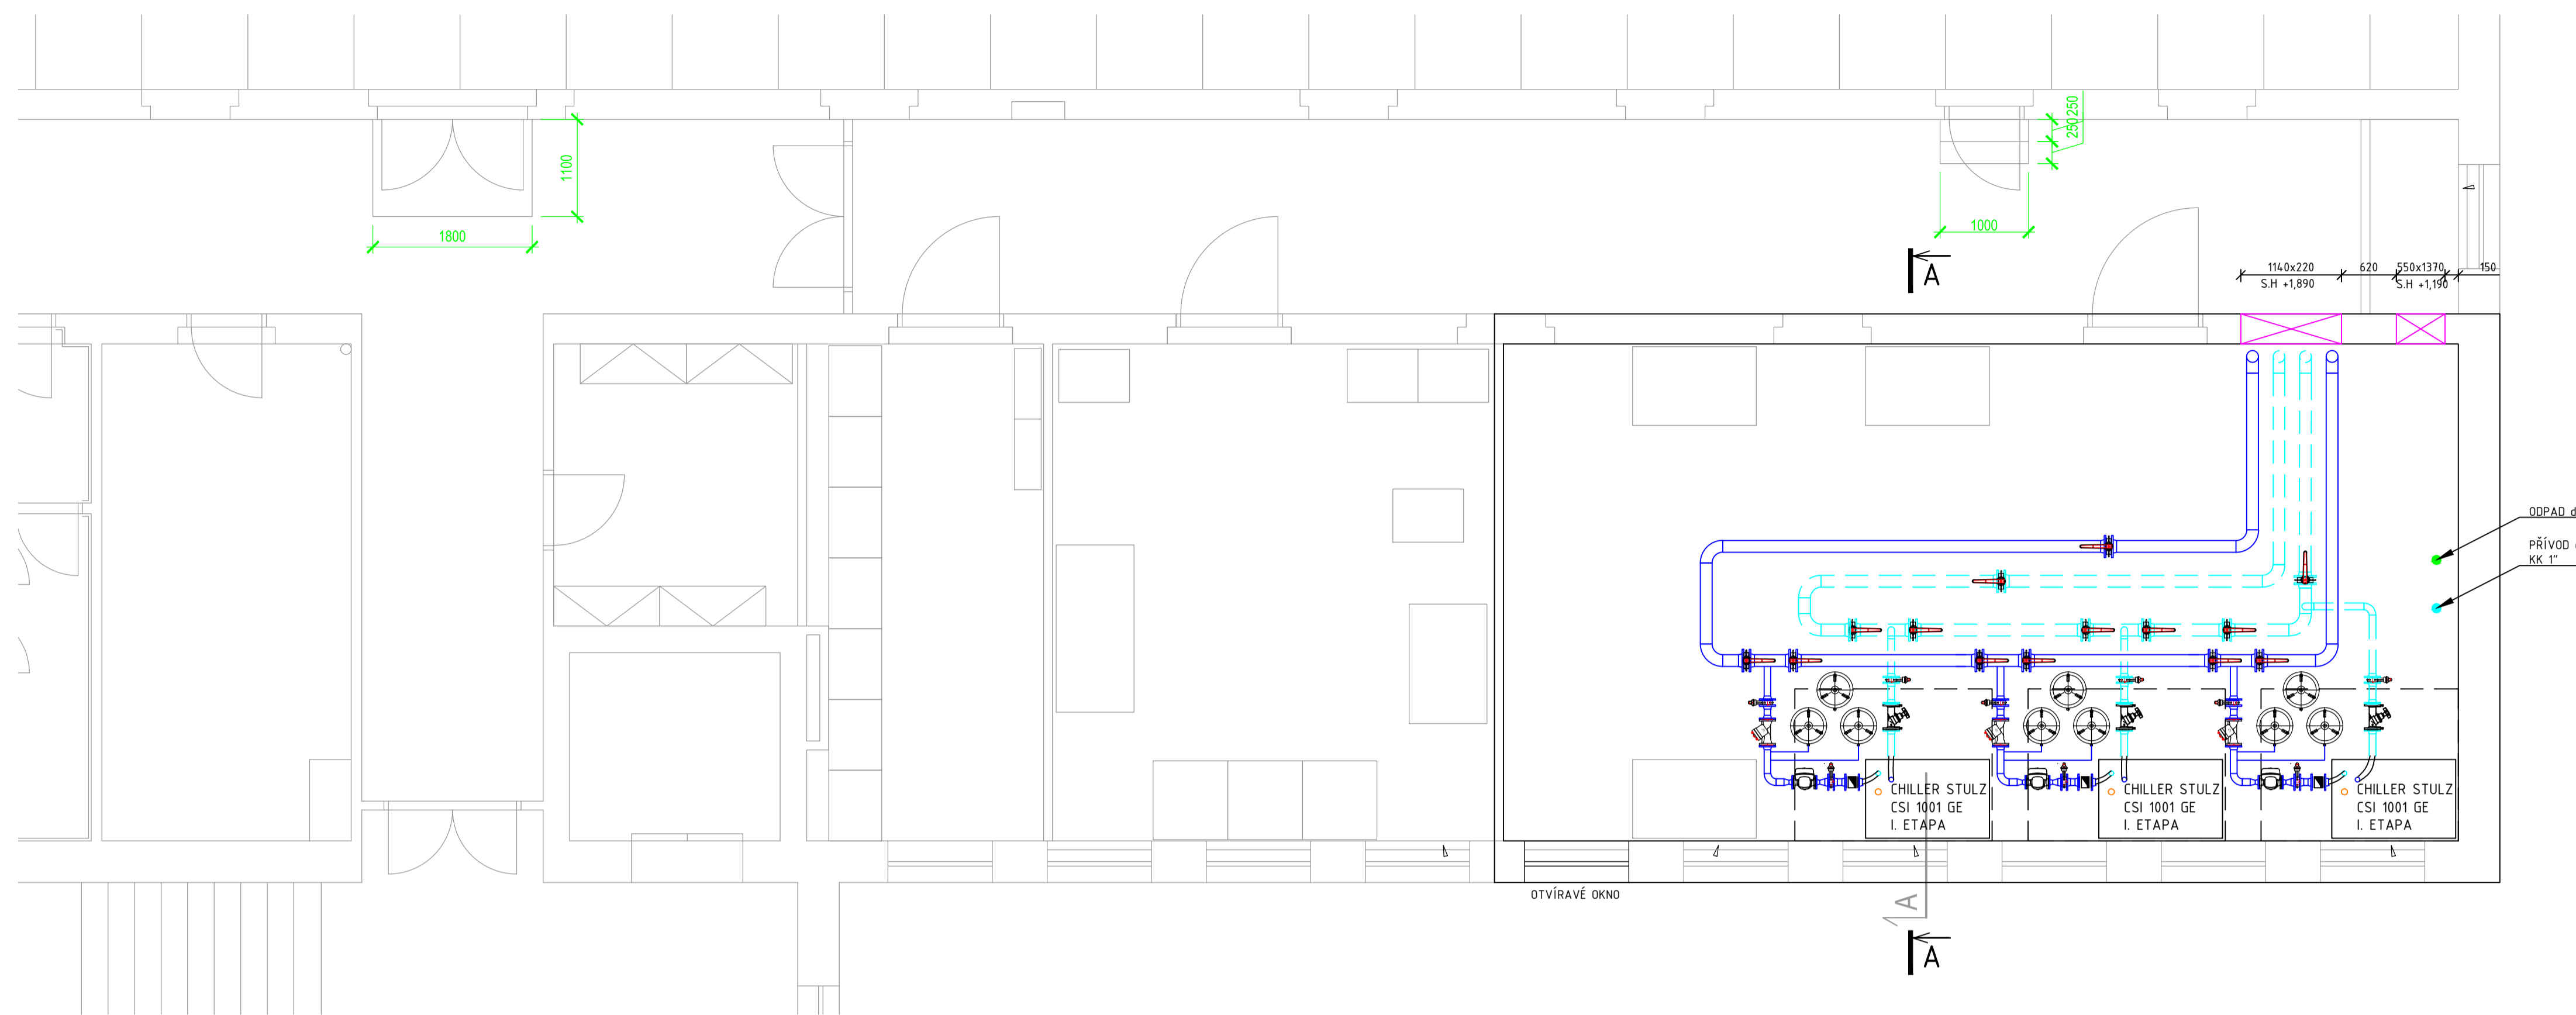 250
250
1100
1800
1000
A
1140x220
620
550x1370
150
S.H +1,890
S.H +1,190
ODPAD
PŘÍVOD
KK 1"
CHILLER STULZ
CSI 1001 GE
I. ETAPA
CHILLER STULZ
CSI 1001 GE
I. ETAPA
CHILLER STULZ
CSI 1001 GE
I. ETAPA
OTVÍRAVÉ OKNO
A
A